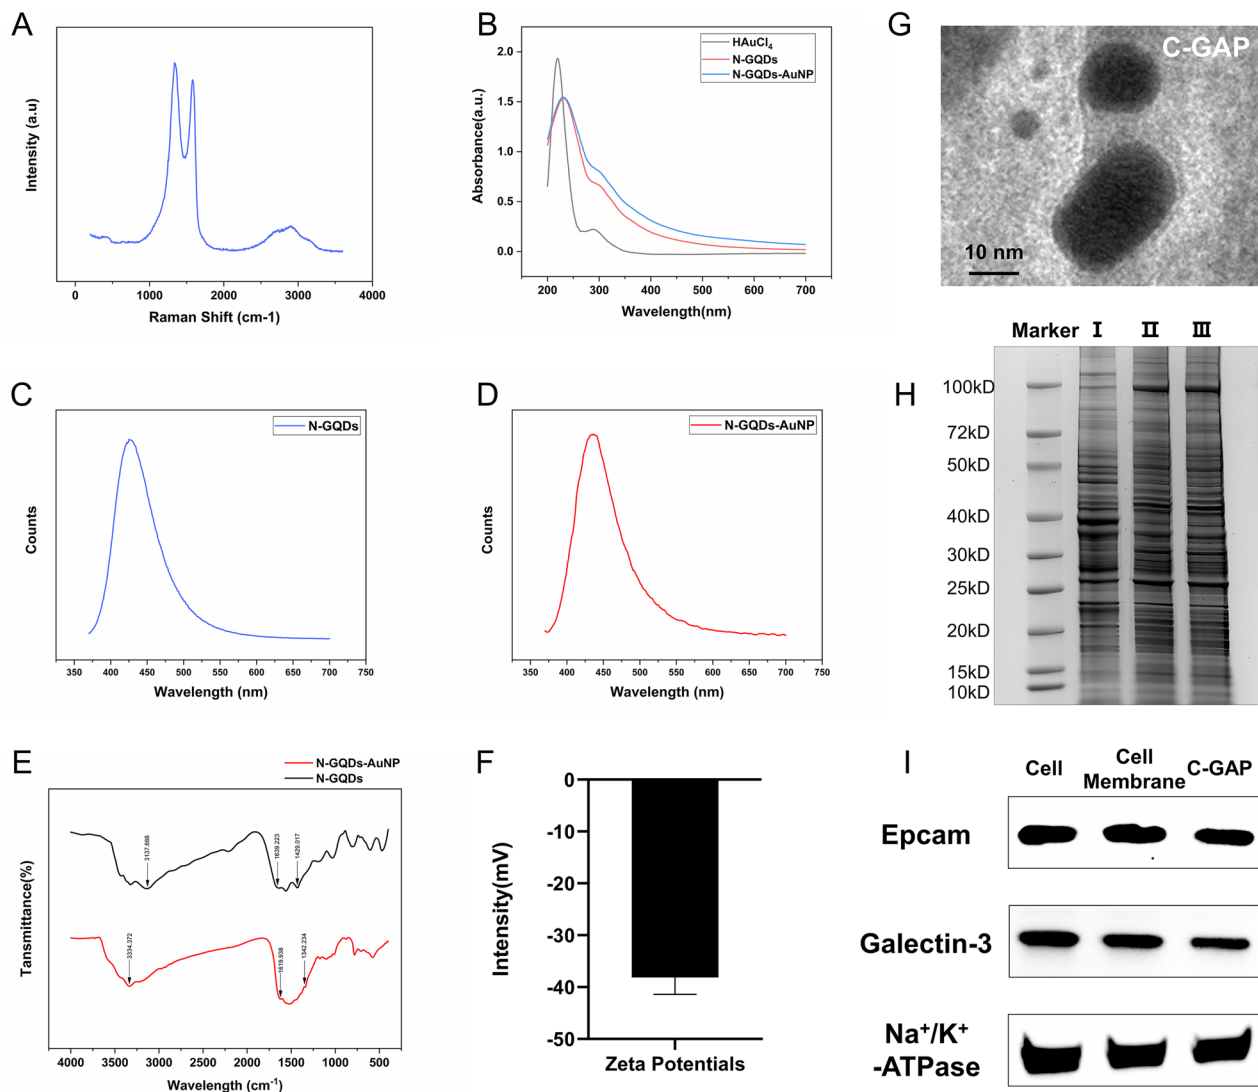 A
Intensity (a.u)
0
1000
2000
3000
4000
Raman Shift (cm-1)
B
HAuCl4
N-GQDs
N-GQDs-AuNP
Absorbance(a.u.)
2.0
1.5
1.0
0.5
0.0
200
300
400
500
600
700
Wavelength(nm)
G
C-GAP
10 nm
C
N-GQDs
Counts
350
400
450
500
550
600
650
700
750
Wavelength (nm)
D
N-GQDs-AuNP
Counts
350
400
450
500
550
600
650
700
750
Wavelength (nm)
H
Marker I II III
100kD
72kD
50kD
40kD
30kD
25kD
20kD
15kD
10kD
E
N-GQDs-AuNP
N-GQDs
3137.666
1639.223
1429.017
3334.372
1619.938
1342.234
Tansmittance(%)
4000
3500
3000
2500
2000
1500
1000
500
Wavelength (cm-1)
F
Intensity(mV)
0
-10
-20
-30
-40
-50
Zeta Potentials
I
Cell
Cell
Membrane
C-GAP
Epcam
Galectin-3
Na+/K+
-ATPase